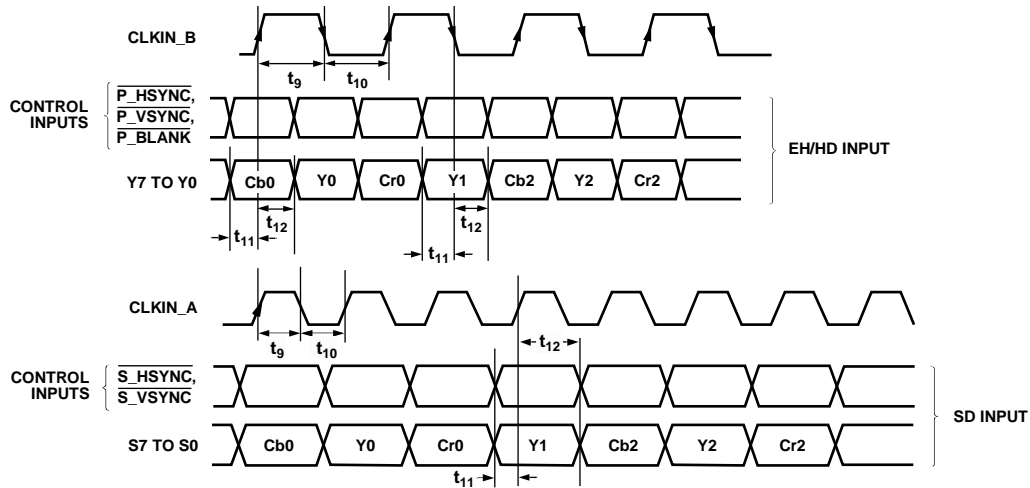 CLKIN_B
t9
t10
CONTROL
INPUTS
P_HSYNC,
P_VSYNC,
P_BLANK
EH/HD INPUT
Y7 TO Y0
Cb0
Y0
Cr0
Y1
Cb2
Y2
Cr2
t12
t12
t11
t11
CLKIN_A
t9
t10
t12
CONTROL
INPUTS
S_HSYNC,
S_VSYNC
SD INPUT
S7 TO S0
Cb0
Y0
Cr0
Y1
Cb2
Y2
Cr2
t11